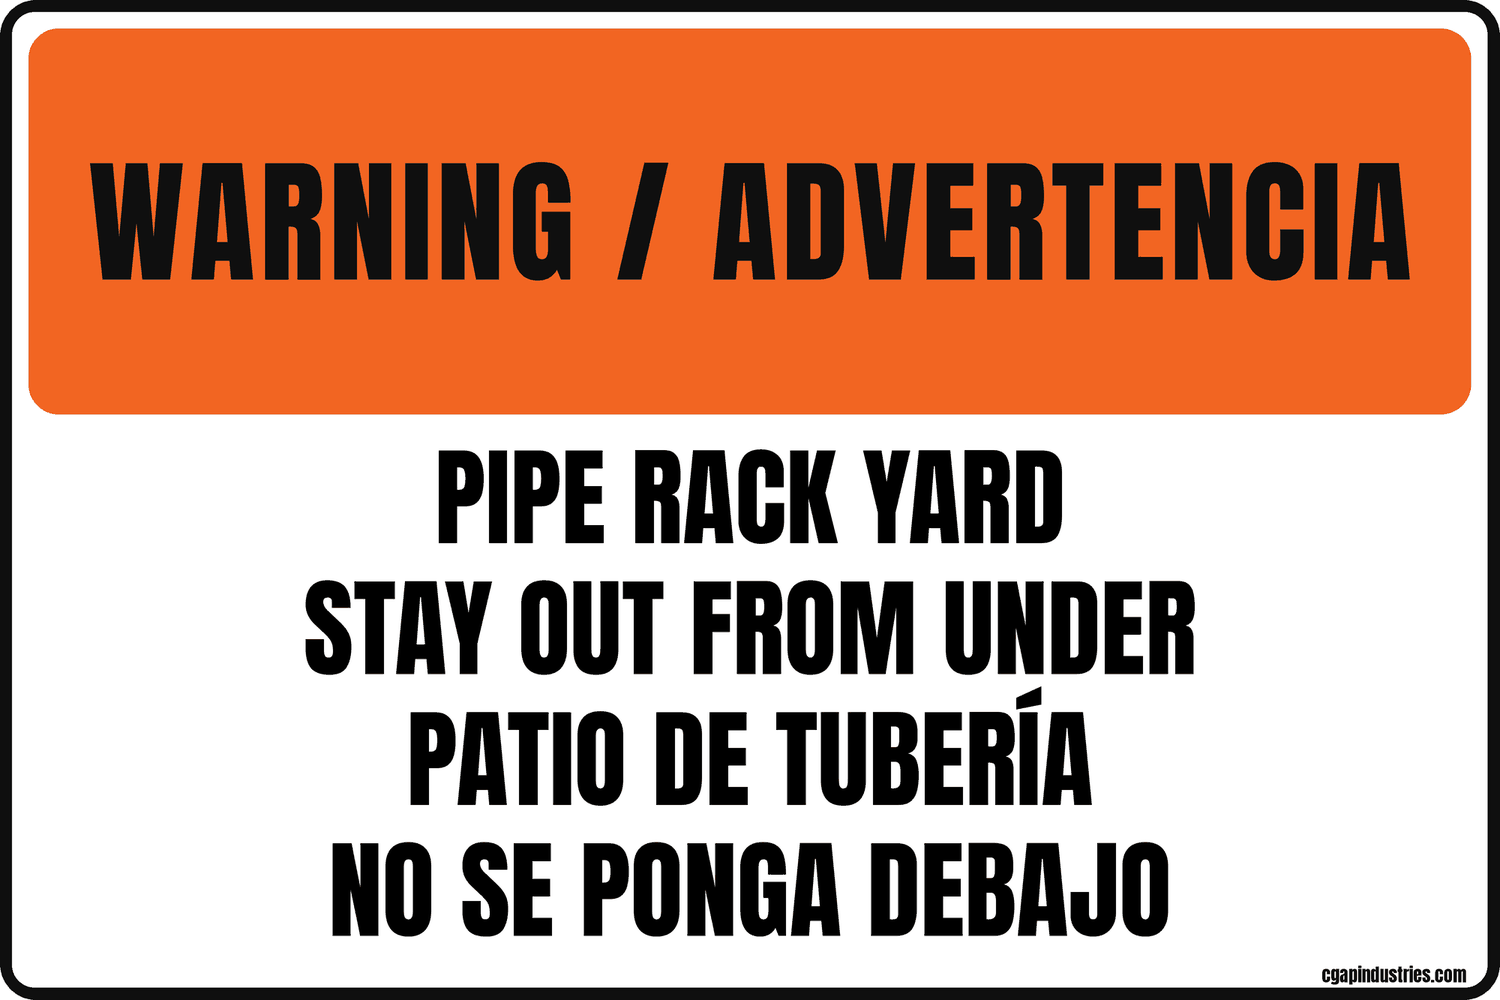 WARNING / ADVERTENCIA
PIPE RACK YARD
STAY OUT FROM UNDER
PATIO DE TUBERÍA
NO SE PONGA DEBAJO
cgapindustries.com